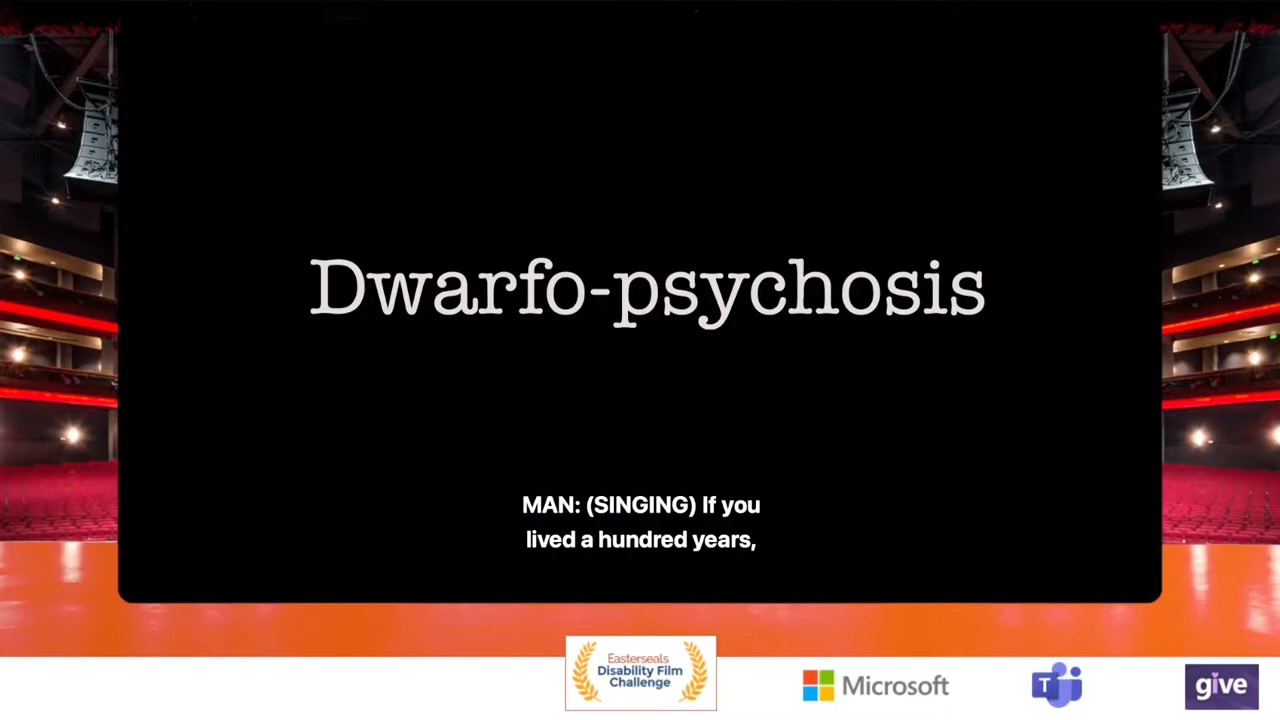 Dwarfo-psychosis
MAN: (SINGING) If you
lived a hundred years,
Easterseals
Disability Film
Challenge
Microsoft
T
give